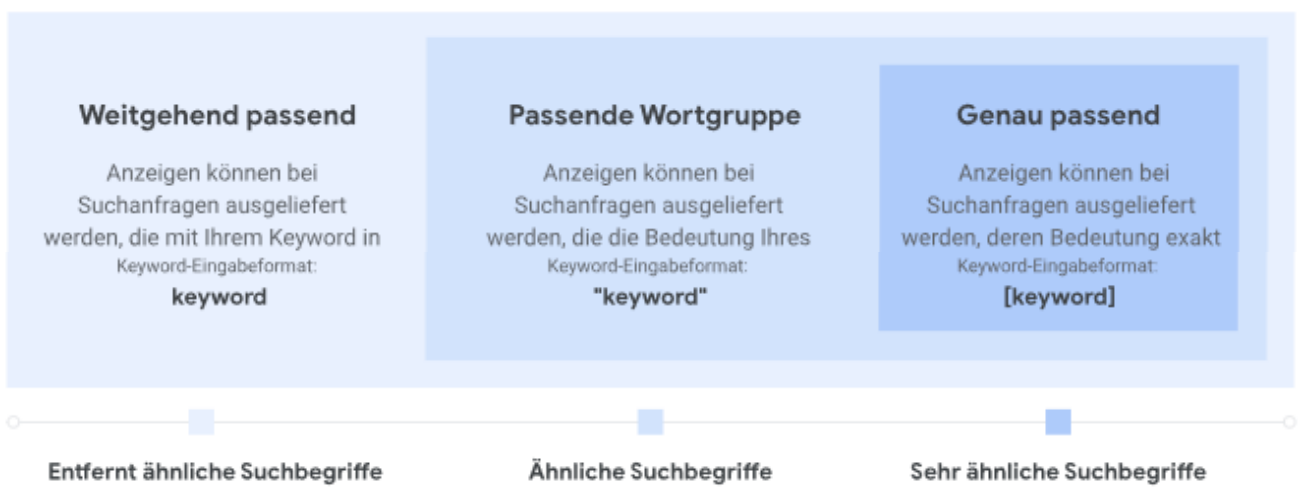 Weitgehend passend
Anzeigen können bei
Suchanfragen ausgeliefert
werden, die mit Ihrem Keyword in
Keyword-Eingabeformat:
keyword
Passende Wortgruppe
Anzeigen können bei
Suchanfragen ausgeliefert
werden, die die Bedeutung Ihres
Keyword-Eingabeformat:
"keyword"
Genau passend
Anzeigen können bei
Suchanfragen ausgeliefert
werden, deren Bedeutung exakt
Keyword-Eingabeformat:
[keyword]
Entfernt ähnliche Suchbegriffe
Ähnliche Suchbegriffe
Sehr ähnliche Suchbegriffe